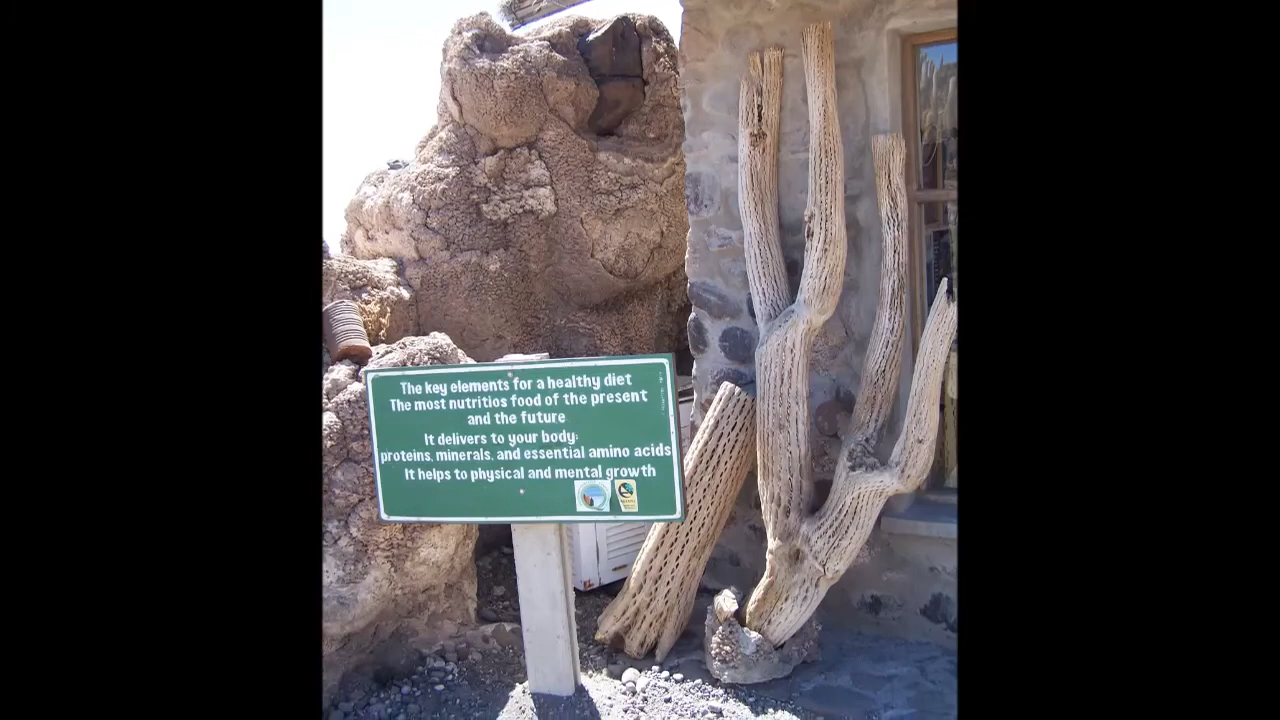 The key elements for a healthy diet
The most nutritios food of the present
and the future
It delivers to your body:
proteins, minerals, and essential amino acids
It helps to physical and mental growth